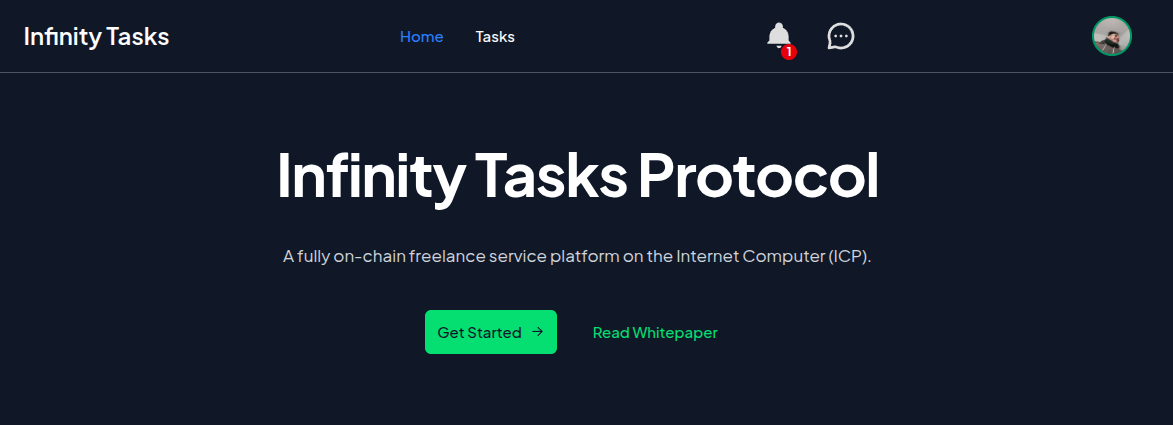 Infinity Tasks
Home
Tasks
1
Infinity Tasks Protocol
A fully on-chain freelance service platform on the Internet Computer (ICP).
Get Started →
Read Whitepaper